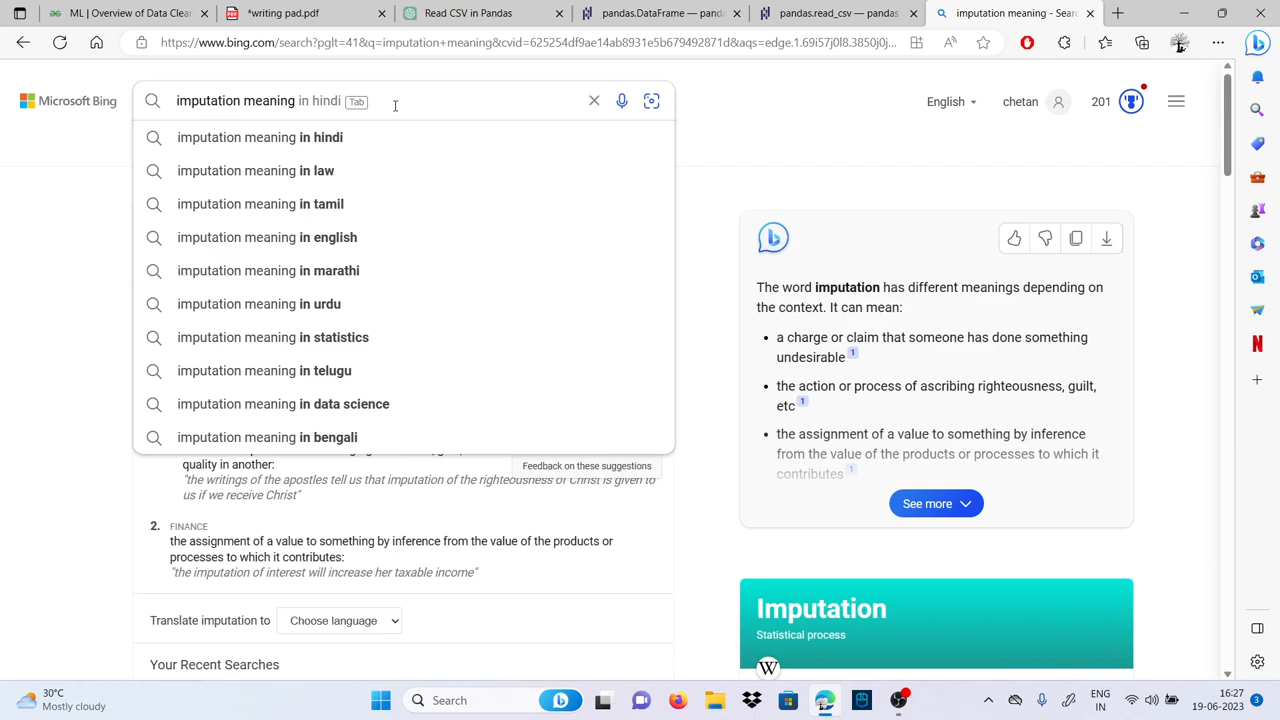 ML | Overview of Data Clean
*writing pad.pdf
Read CSV in Pandas
pandas.DataFrame — panda
pandas.read_csv — pandas
imputation meaning - Searc
https://www.bing.com/search?pglt=41&q=imputation+meaning&cvid=625254df9ae14ab8931e5b679492871d&aqs=edge.1.69i57j0l8.3850j0j...
Microsoft Bing
imputation meaning in hindi Tab
English
chetan
201
imputation meaning in hindi
imputation meaning in law
imputation meaning in tamil
imputation meaning in english
imputation meaning in marathi
imputation meaning in urdu
imputation meaning in statistics
imputation meaning in telugu
imputation meaning in data science
imputation meaning in bengali
Feedback on these suggestions
quality in another:
"the writings of the apostles tell us that imputation of the righteousness of Christ is given to
us if we receive Christ"
2. FINANCE
the assignment of a value to something by inference from the value of the products or
processes to which it contributes:
"the imputation of interest will increase her taxable income"
Translate imputation to
Choose language
Your Recent Searches
The word imputation has different meanings depending on
the context. It can mean:
• a charge or claim that someone has done something
undesirable 1
• the action or process of ascribing righteousness, guilt,
etc 1
• the assignment of a value to something by inference
from the value of the products or processes to which it
contributes 1
See more
Imputation
Statistical process
W
30°C
Mostly cloudy
Search
ENG
IN
16:27
19-06-2023
3